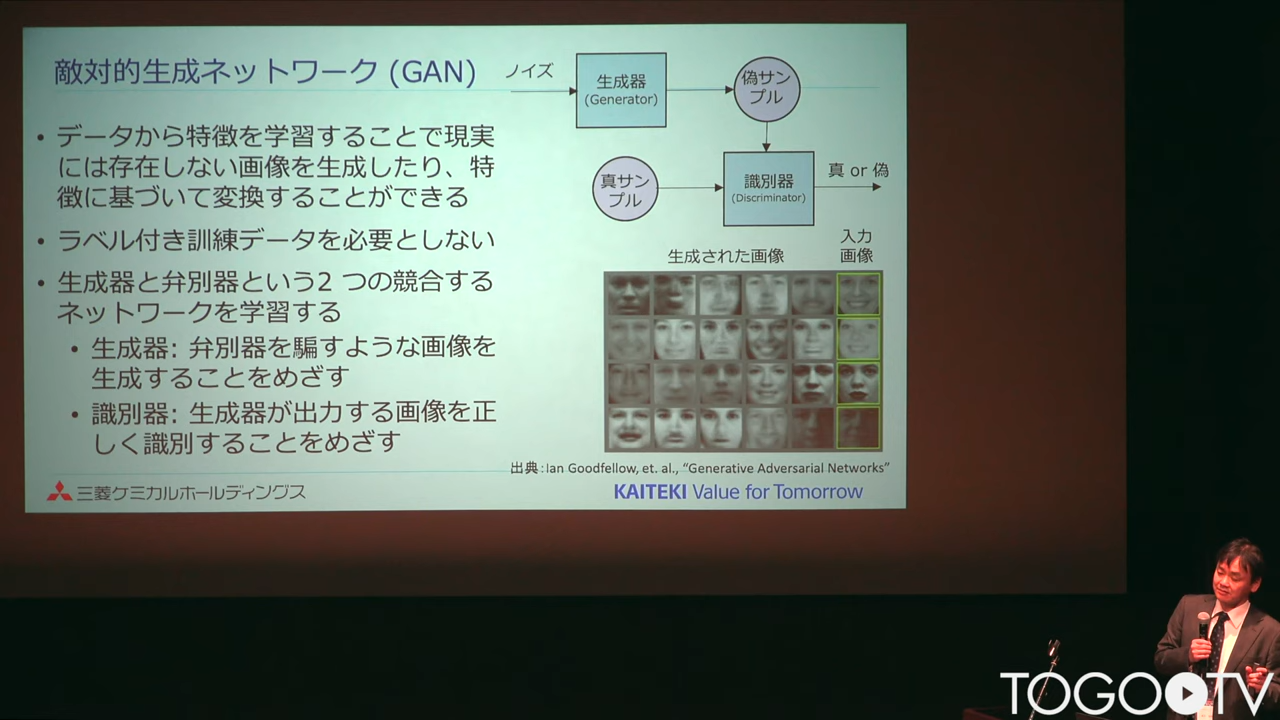 敵対的生成ネットワーク (GAN)
• データから特徴を学習することで現実
には存在しない画像を生成したり、特
徴に基づいて変換することができる
• ラベル付き訓練データを必要としない
• 生成器と弁別器という2 つの競合する
ネットワークを学習する
• 生成器: 弁別器を騙すような画像を
生成することをめざす
• 識別器: 生成器が出力する画像を正
しく識別することをめざす
ノイズ
生成器
(Generator)
偽サン
プル
真サン
プル
識別器
(Discriminator)
真 or 偽
生成された画像
入力
画像
出典：Ian Goodfellow, et. al., “Generative Adversarial Networks”
三菱ケミカルホールディングス
KAITEKI Value for Tomorrow
TOGO TV